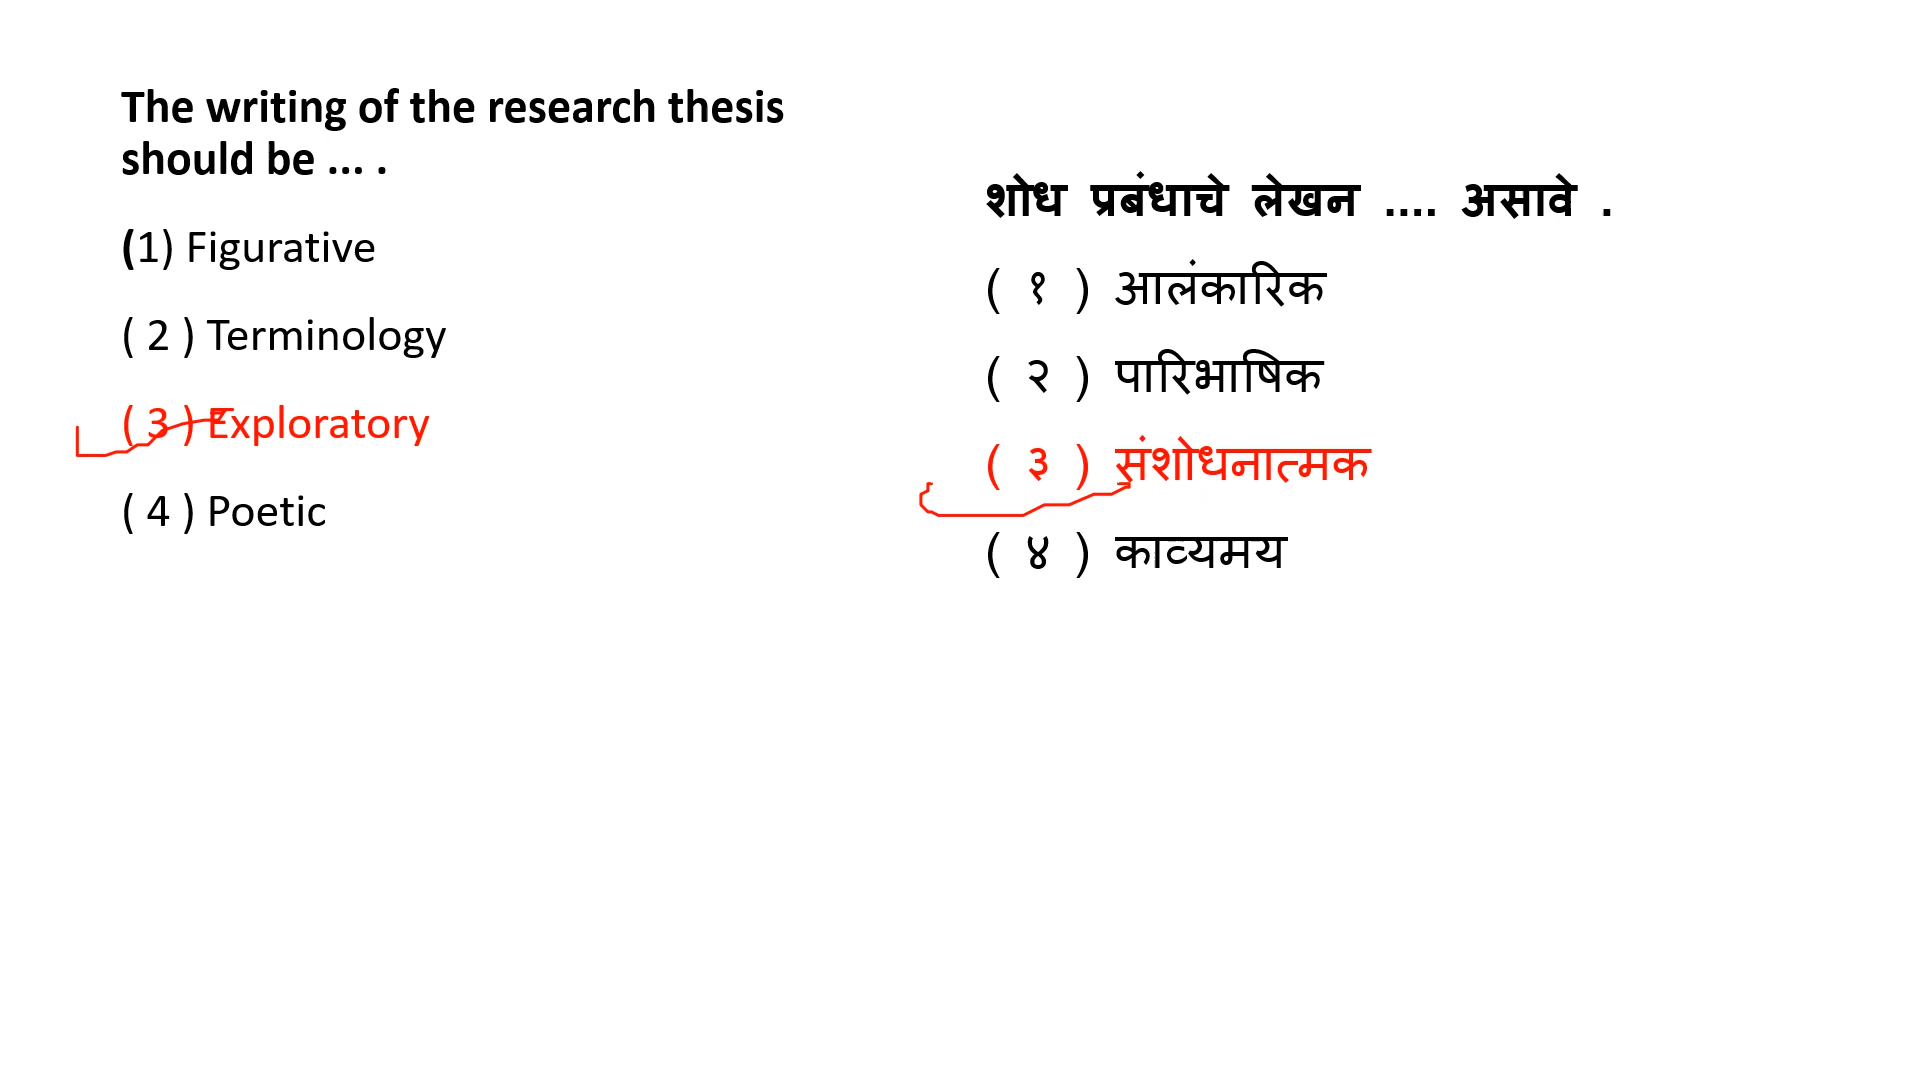 The writing of the research thesis
should be ... .
(1) Figurative
( 2 ) Terminology
( 3 ) Exploratory
( 4 ) Poetic
शोध प्रबंधाचे लेखन .... असावे .
( १ ) आलंकारिक
( २ ) पारिभाषिक
( ३ ) संशोधनात्मक
( ४ ) काव्यमय